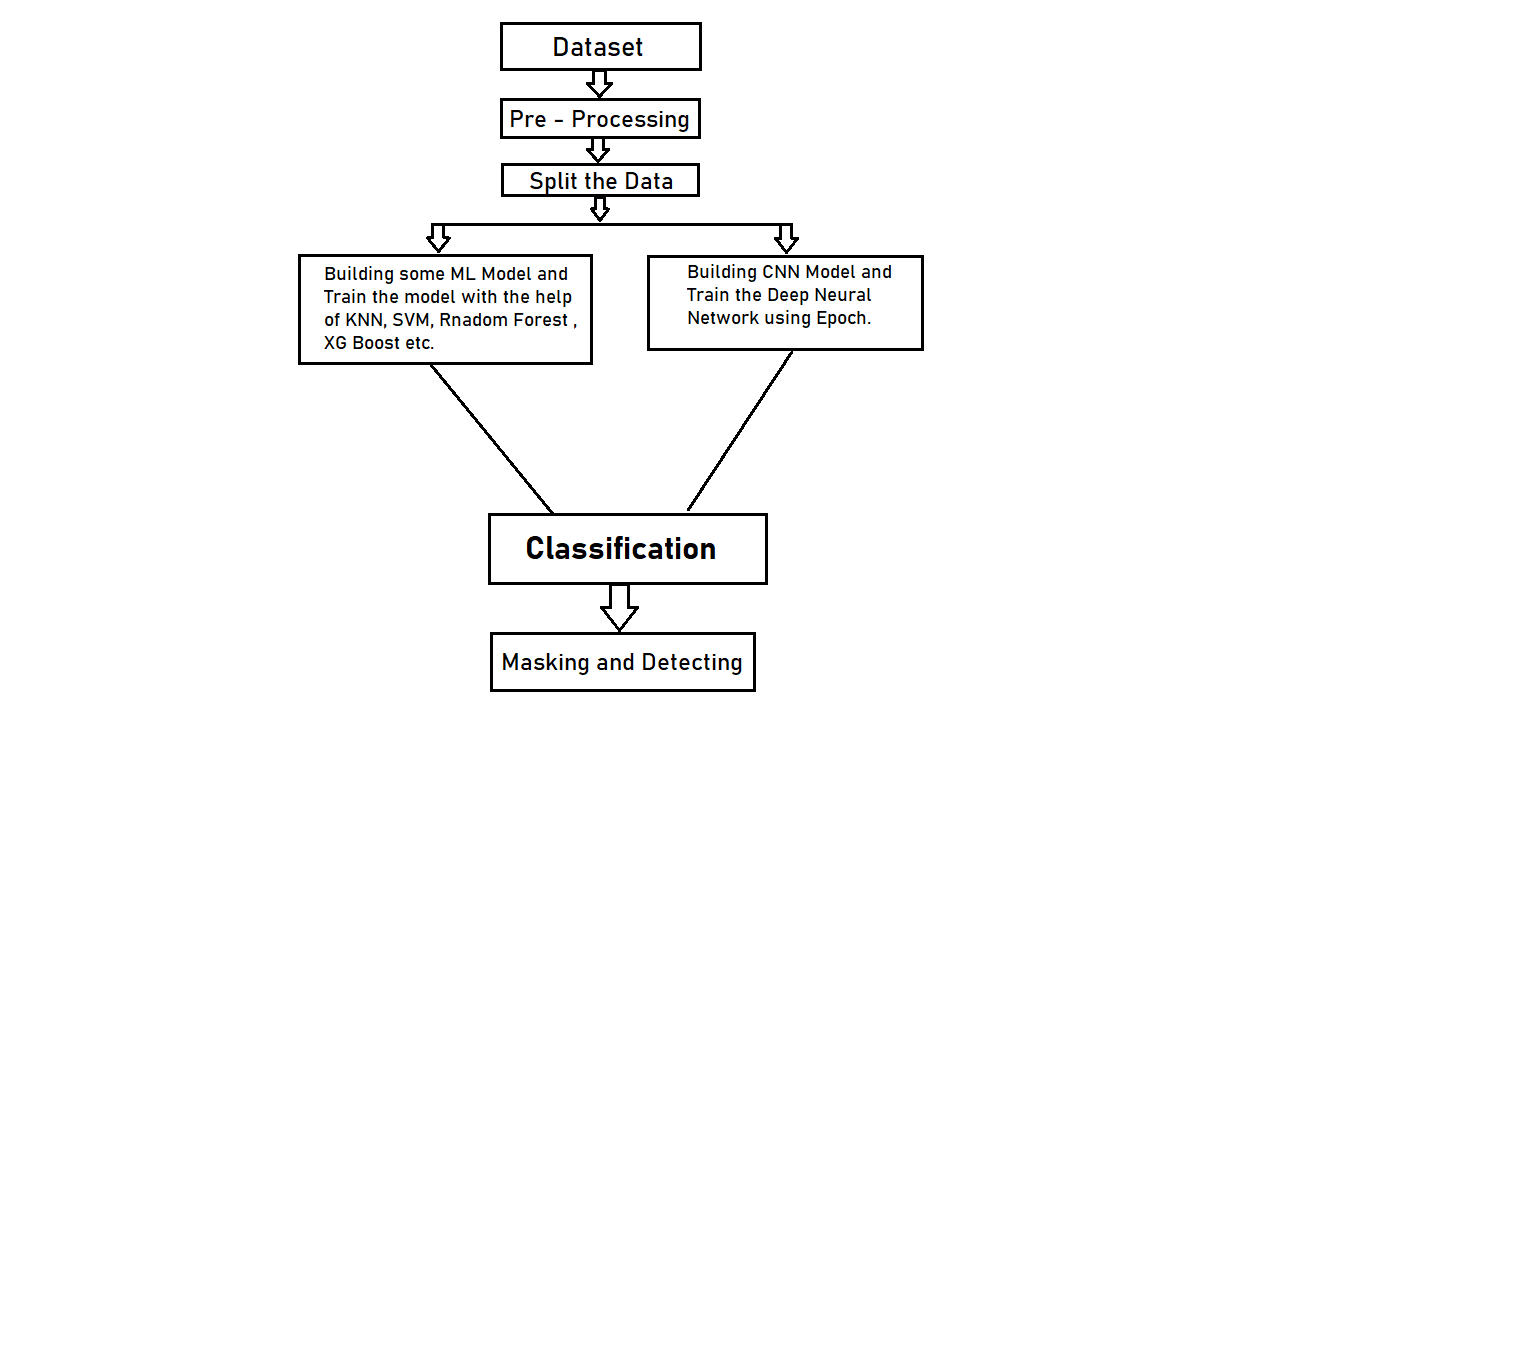 Dataset
Pre - Processing
Split the Data
Building some ML Model and
Train the model with the help
of KNN, SVM, Rnadom Forest ,
XG Boost etc.
Building CNN Model and
Train the Deep Neural
Network using Epoch.
Classification
Masking and Detecting